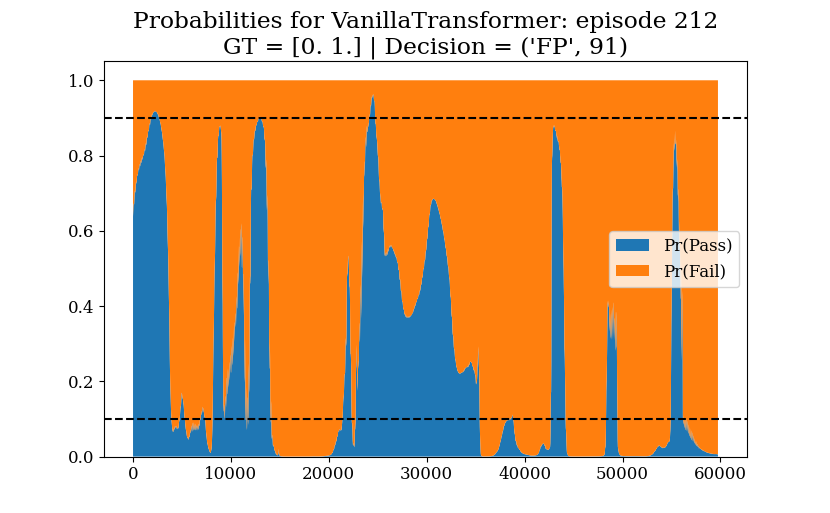 Probabilities for VanillaTransformer: episode 212
GT = [0. 1.] | Decision = ('FP', 91)
1.0
0.8
0.6
0.4
0.2
0.0
Pr(Pass)
Pr(Fail)
0 10000 20000 30000 40000 50000 60000